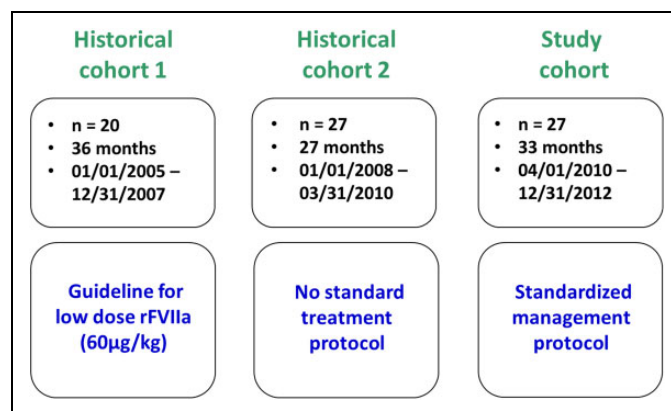 Historical
cohort 1
• n = 20
• 36 months
• 01/01/2005 –
12/31/2007
Guideline for
low dose rFVIIa
(60µg/kg)
Historical
cohort 2
• n = 27
• 27 months
• 01/01/2008 –
03/31/2010
No standard
treatment
protocol
Study
cohort
• n = 27
• 33 months
• 04/01/2010 –
12/31/2012
Standardized
management
protocol